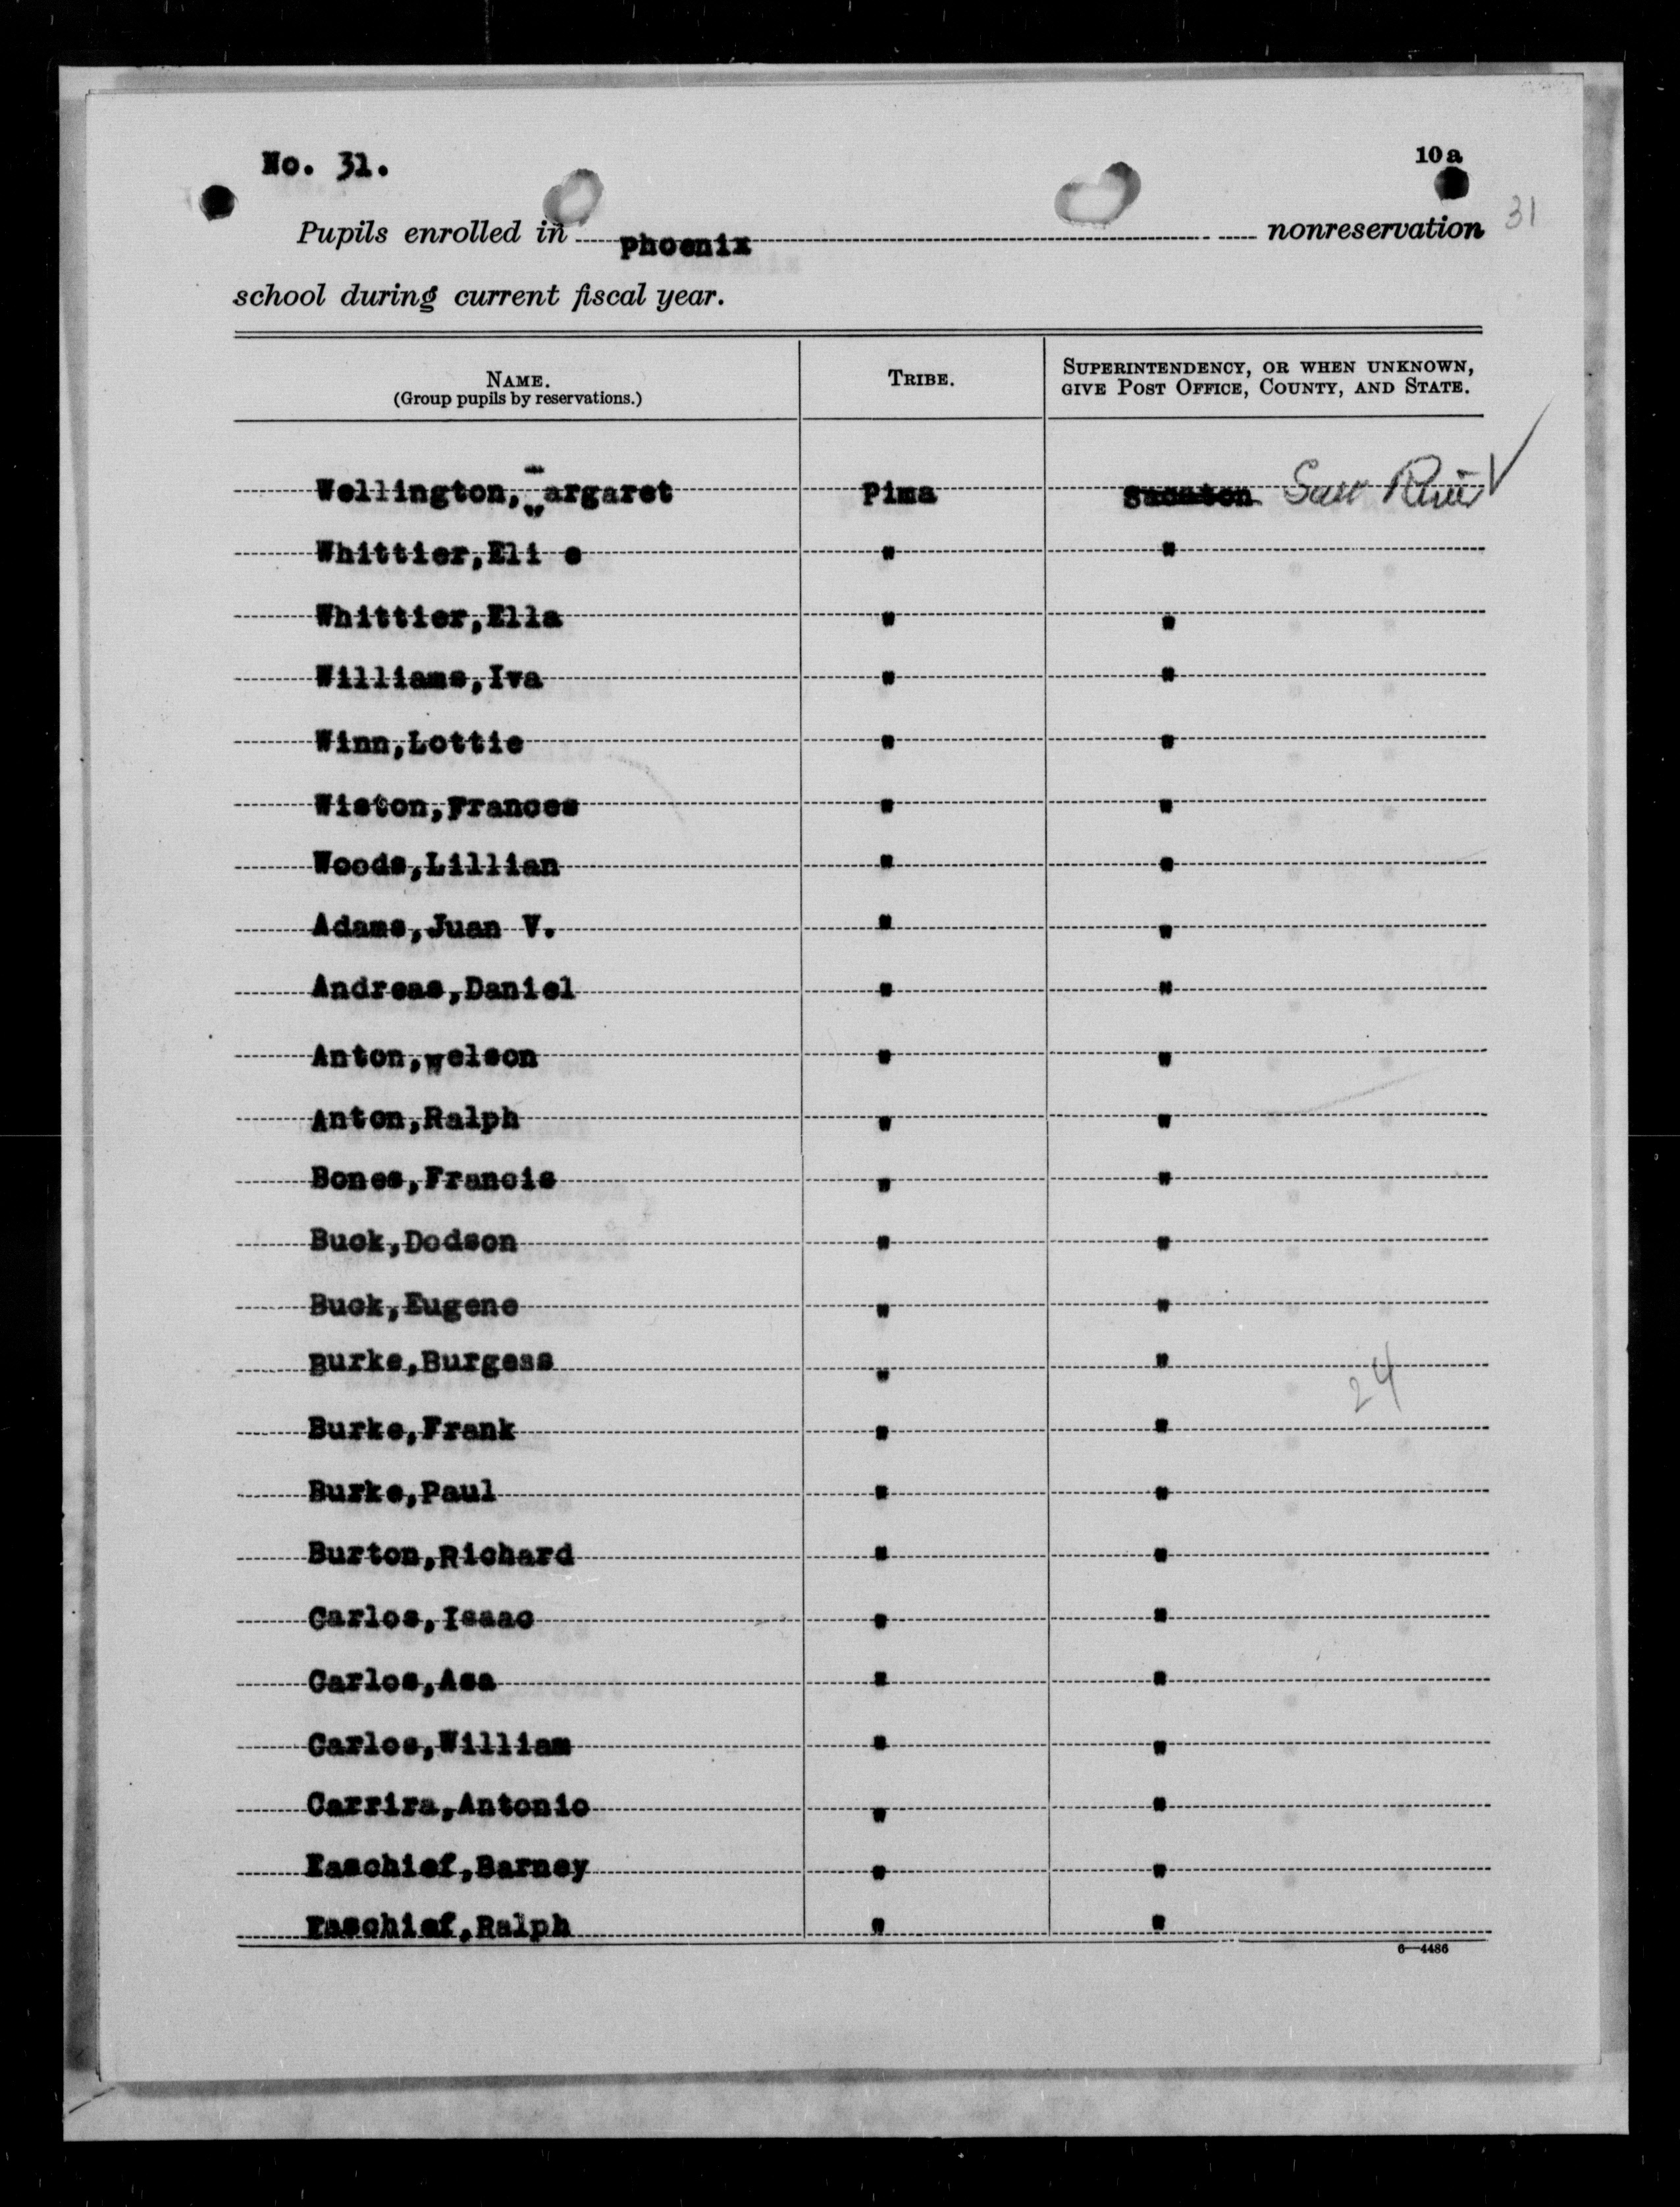 No. 31.
10a
31
Pupils enrolled in Phoenix nonreservation
school during current fiscal year.
NAME. (Group pupils by reservations.) TRIBE. SUPERINTENDENCY, OR WHEN UNKNOWN, GIVE POST OFFICE, COUNTY, AND STATE.
Wellington, Margaret Pima Sacaton Salt River ✓
Whittier,Eli e " "
Whittier,Ella " "
Williams,Iva " "
Winn,Lottie " "
Wiston,Frances " "
Woods,Lillian " "
Adams,Juan V. " "
Andreas,Daniel " "
Anton,Nelson " "
Anton,Ralph " "
Bones,Francis " "
Buck,Dodson " "
Buck,Eugene " "
Burke,Burgess " "
24
Burke,Frank " "
Burke,Paul " "
Burton,Richard " "
Carlos,Isaac " "
Carlos,Asa " "
Carlos,William " "
Carrira,Antonio " "
Easchief,Barney " "
Easchief,Ralph " "
6—4486